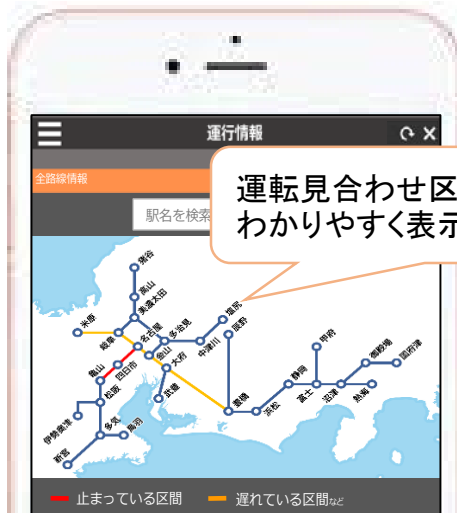 運行情報
全路線情報
駅名を検索
運転見合わせ区
わかりやすく表示
猪谷
高山
美濃太田
米原
岐阜
名古屋
多治見
塩尻
辰野
中津川
金山
大府
亀山
四日市
武豊
松阪
多気
鳥羽
伊勢奥津
新宮
豊橋
浜松
静岡
富士
甲府
沼津
熱海
御殿場
国府津
止まっている区間
遅れている区間など